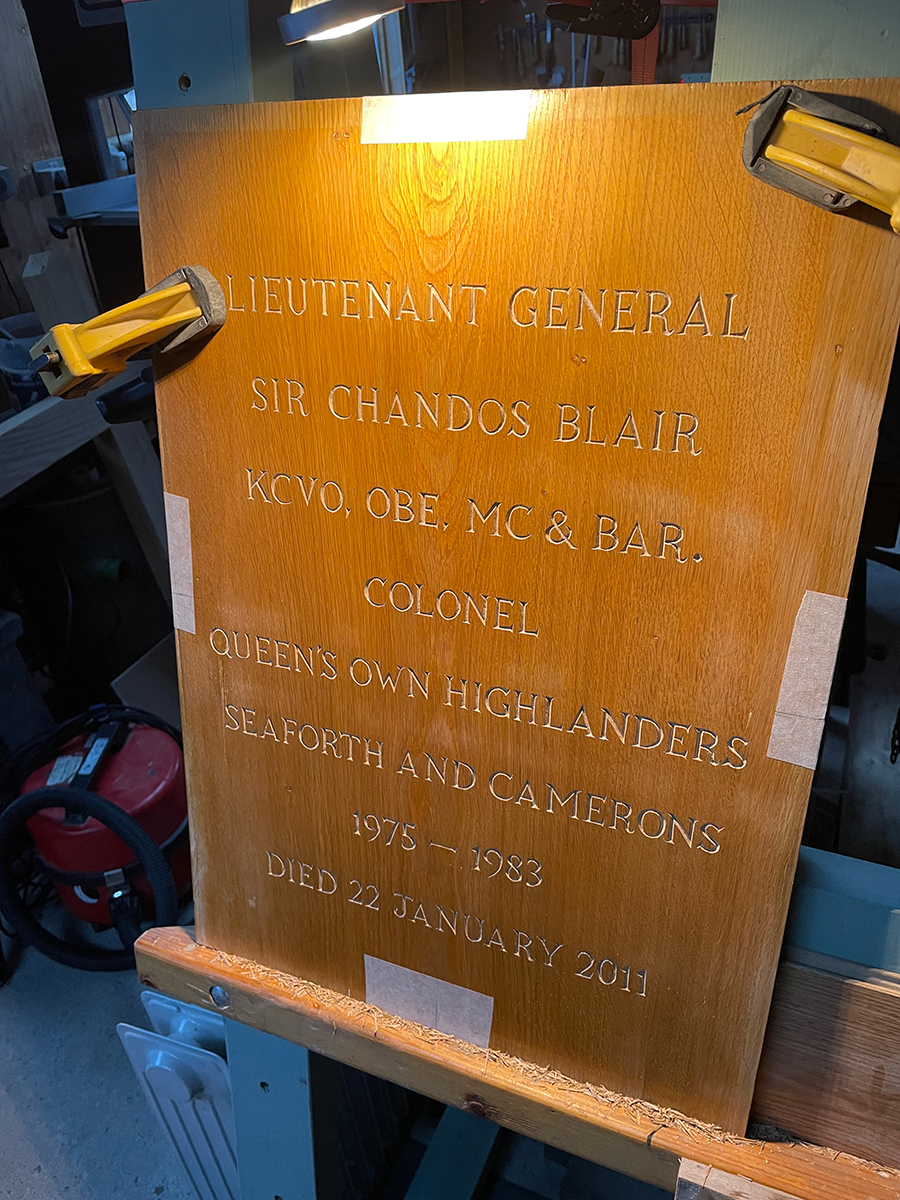 LIEUTENANT GENERAL
SIR CHANDOS BLAIR
KCVO, OBE, MC & BAR.
COLONEL
QUEEN'S OWN HIGHLANDERS
SEAFORTH AND CAMERONS
1975 – 1983
DIED 22 JANUARY 2011